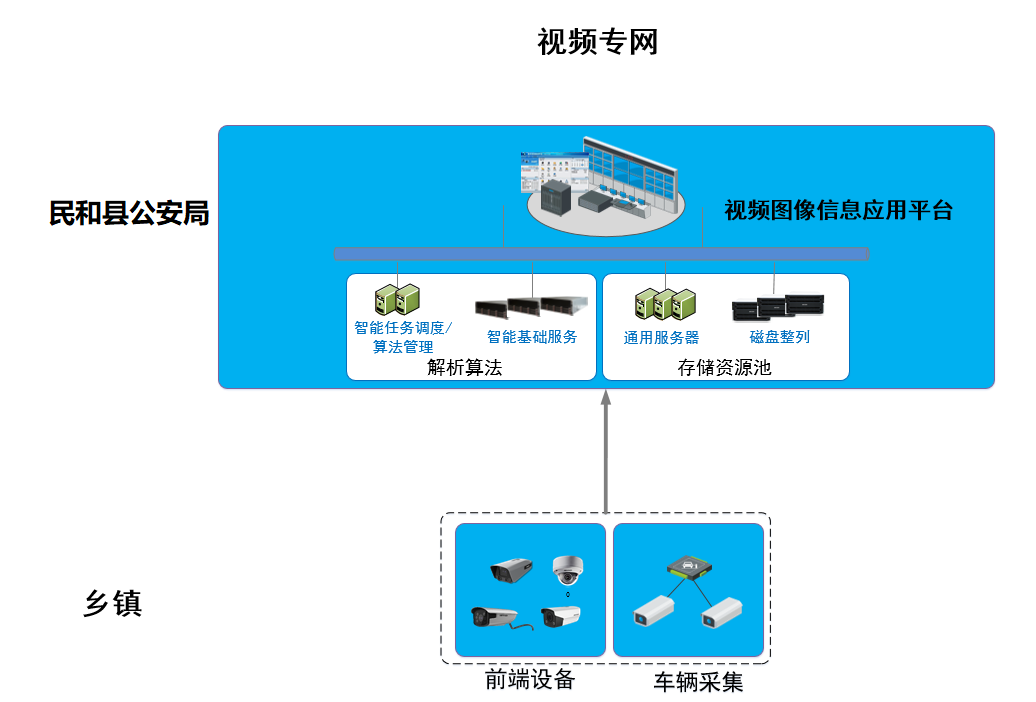 视频专网
民和县公安局
视频图像信息应用平台
智能任务调度/
算法管理
智能基础服务
解析算法
通用服务器
磁盘整列
存储资源池
乡镇
前端设备
车辆采集